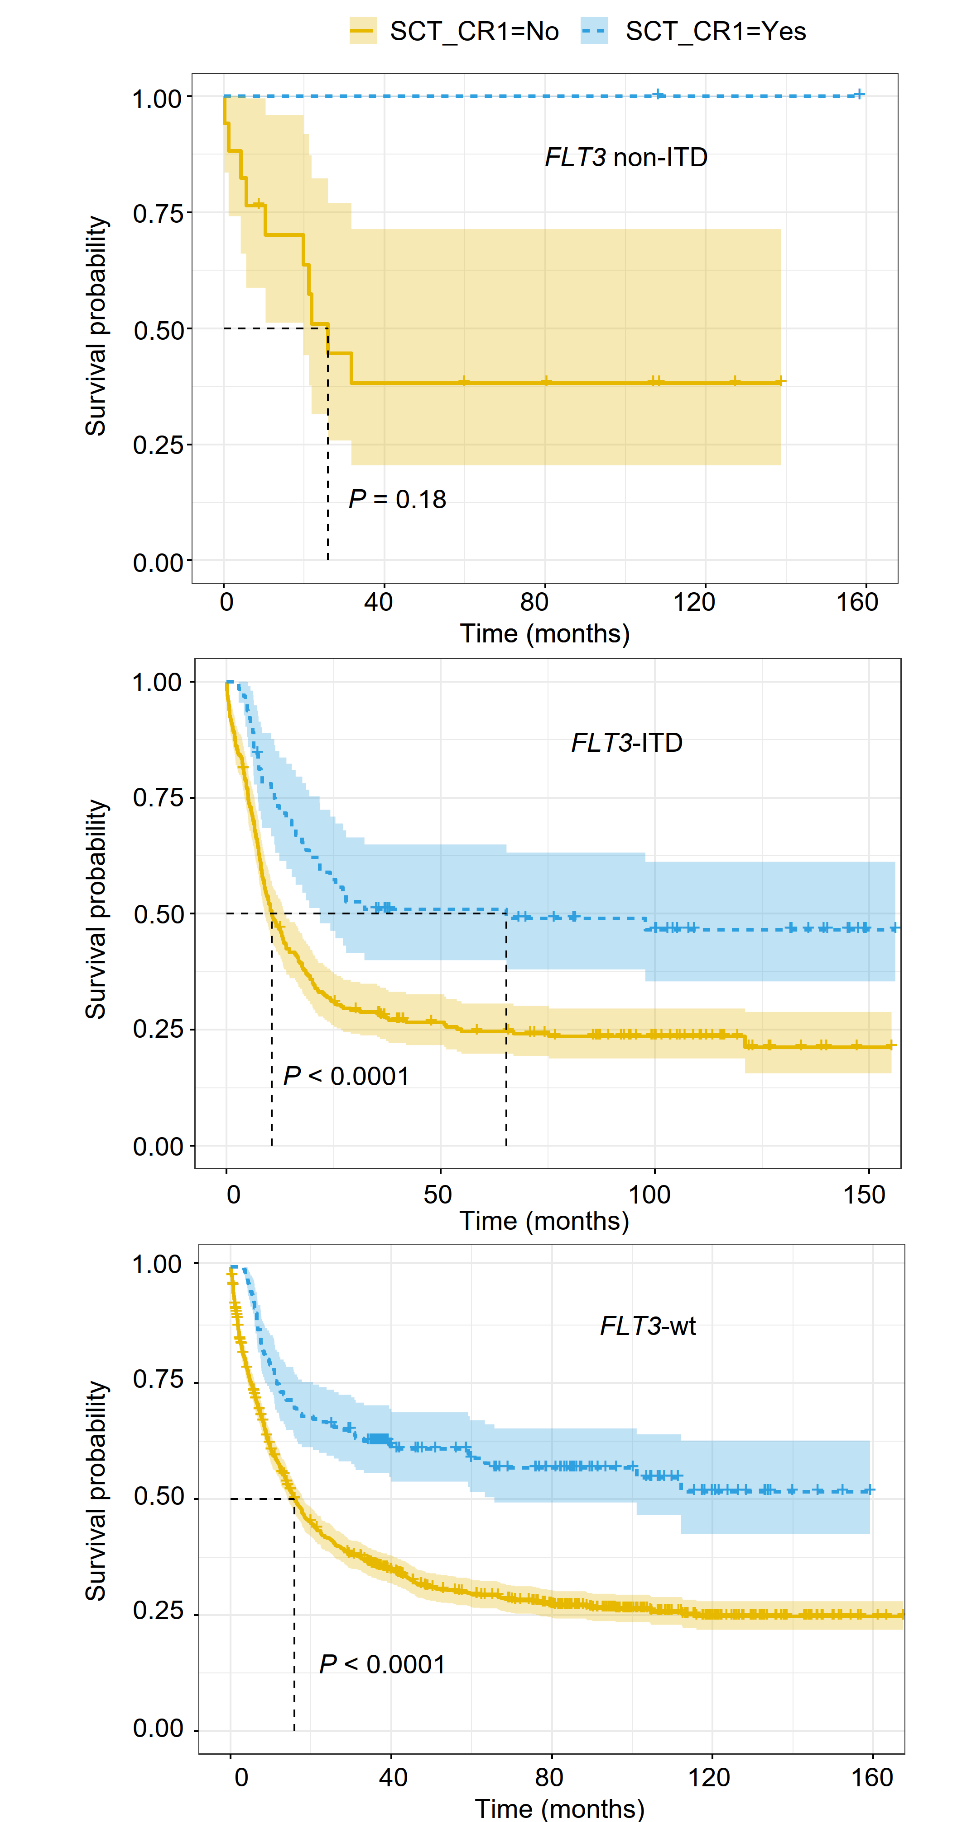 SCT_CR1=No SCT_CR1=Yes
1.00
FLT3 non-ITD
0.75
0.50
0.25
P = 0.18
0.00
0 40 80 120 160
Survival probability
Time (months)
1.00
FLT3-ITD
0.75
0.50
0.25
P < 0.0001
0.00
0 50 100 150
Survival probability
Time (months)
1.00
FLT3-wt
0.75
0.50
0.25
P < 0.0001
0.00
0 40 80 120 160
Survival probability
Time (months)